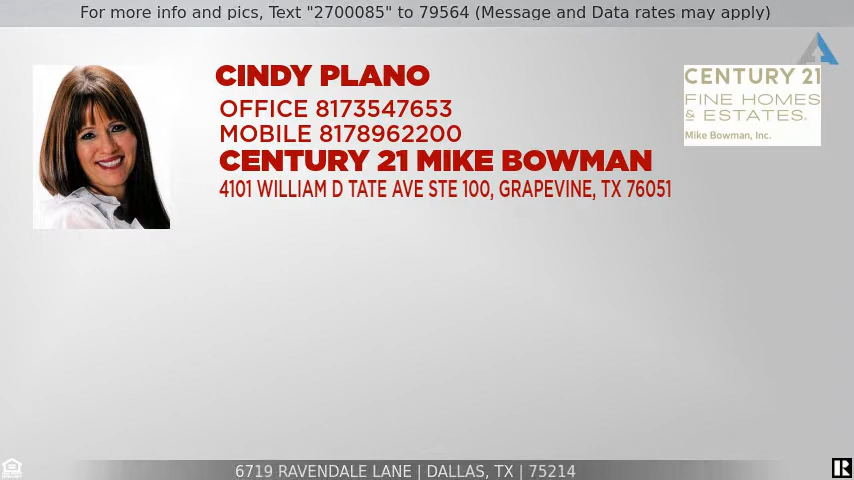 For more info and pics, Text "2700085" to 79564 (Message and Data rates may apply)
CINDY PLANO
OFFICE 8173547653
MOBILE 8178962200
CENTURY 21 MIKE BOWMAN
4101 WILLIAM D TATE AVE STE 100, GRAPEVINE, TX 76051
CENTURY 21
FINE HOMES
& ESTATES.
Mike Bowman, Inc.
6719 RAVENDALE LANE | DALLAS, TX | 75214